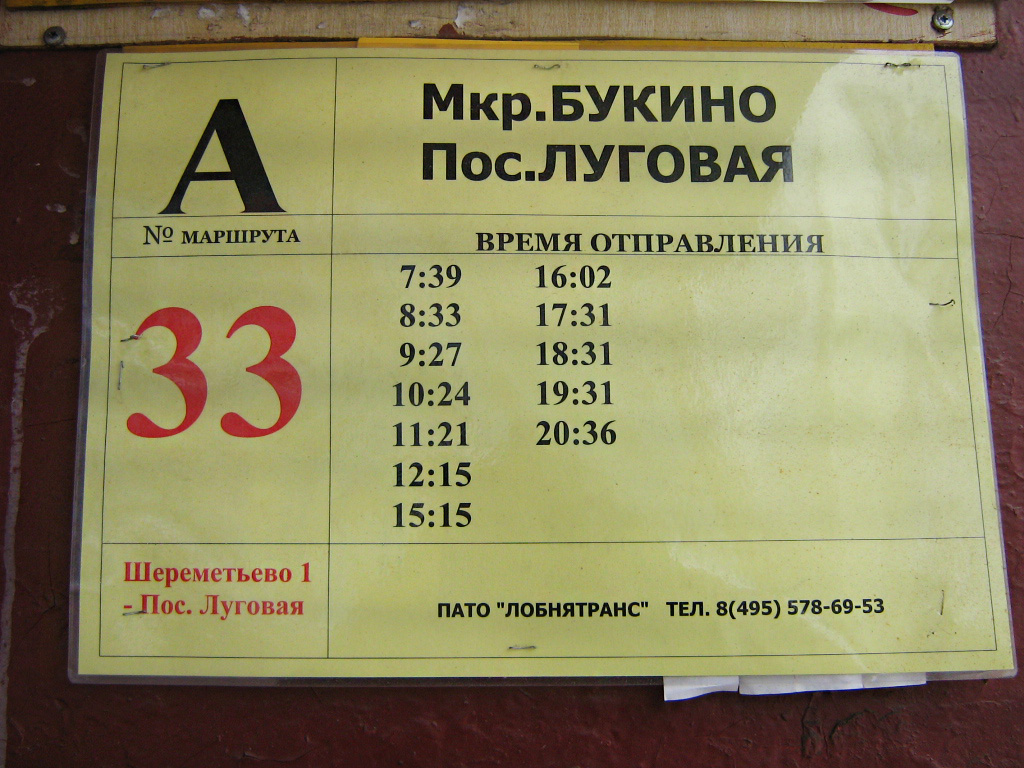 А
Мкр.БУКИНО
Пос.ЛУГОВАЯ
№ МАРШРУТА
ВРЕМЯ ОТПРАВЛЕНИЯ
33
7:39 16:02
8:33 17:31
9:27 18:31
10:24 19:31
11:21 20:36
12:15
15:15
Шереметьево 1
- Пос. Луговая
ПАТО "ЛОБНЯТРАНС" ТЕЛ. 8(495) 578-69-53